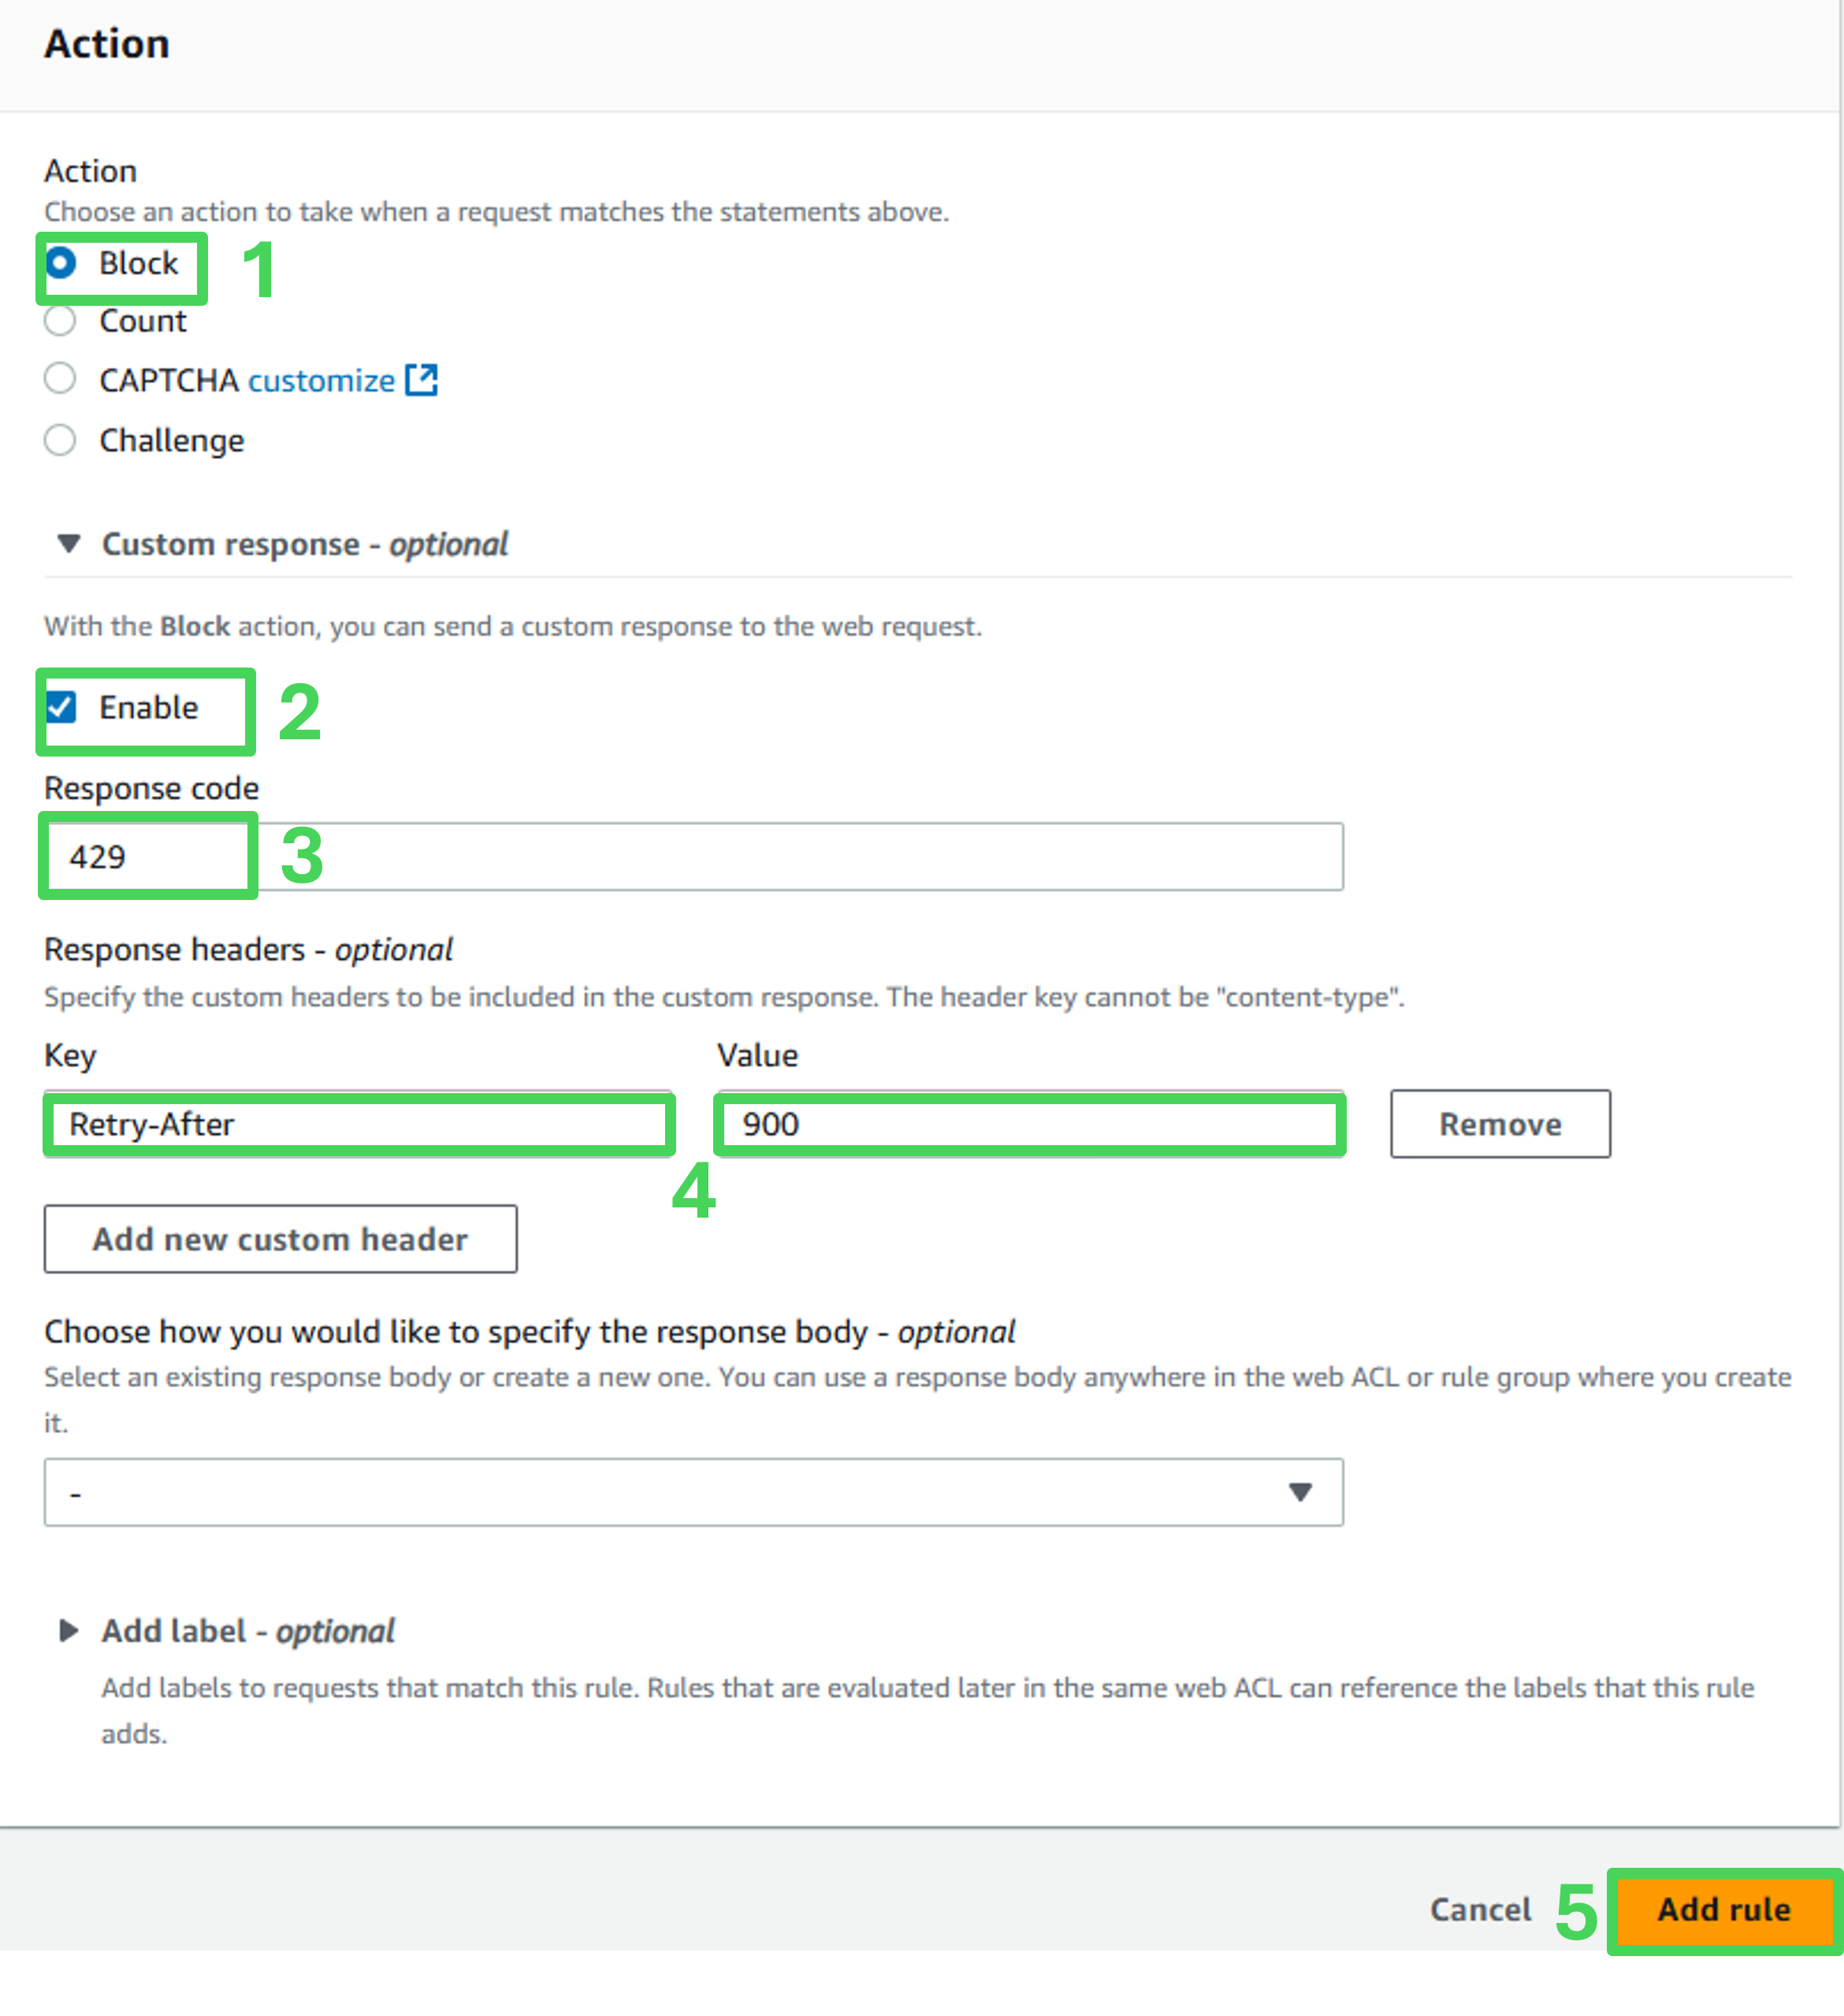 Action
Action
Choose an action to take when a request matches the statements above.
Block 1
Count
CAPTCHA customize
Challenge
Custom response - optional
With the Block action, you can send a custom response to the web request.
Enable 2
Response code
429 3
Response headers - optional
Specify the custom headers to be included in the custom response. The header key cannot be "content-type".
Key Value
Retry-After 900 Remove
4
Add new custom header
Choose how you would like to specify the response body - optional
Select an existing response body or create a new one. You can use a response body anywhere in the web ACL or rule group where you create
it.
-
Add label - optional
Add labels to requests that match this rule. Rules that are evaluated later in the same web ACL can reference the labels that this rule
adds.
Cancel 5 Add rule